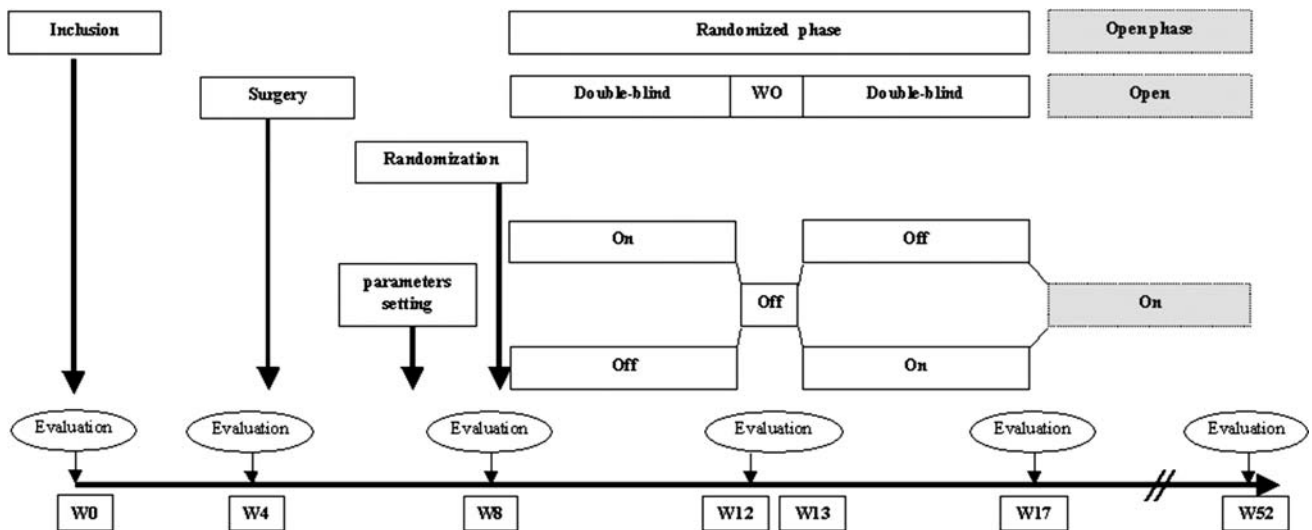 Inclusion
Randomized phase
Open phase
Surgery
Double-blind
WO
Double-blind
Open
Randomization
On
Off
parameters
setting
Off
On
Off
On
Evaluation
Evaluation
Evaluation
Evaluation
Evaluation
Evaluation
W0
W4
W8
W12
W13
W17
W52